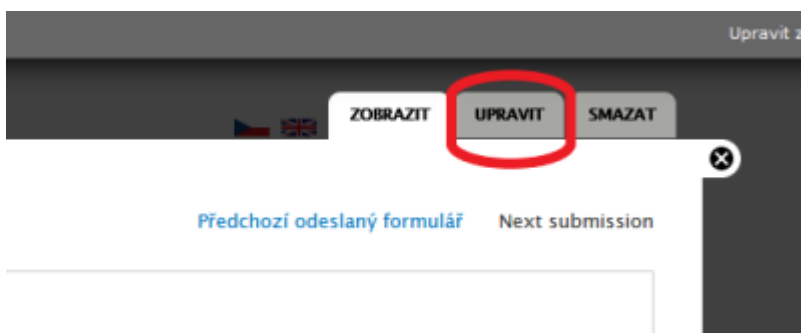 Upravit z
ZOBRAZIT UPRAVIT SMAZAT
Předchozí odeslaný formulář Next submission